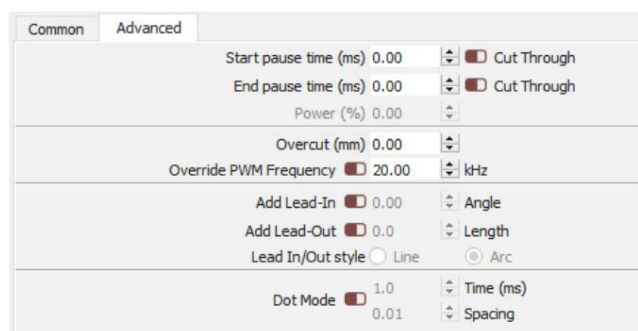 Common Advanced
Start pause time (ms) 0.00 Cut Through
End pause time (ms) 0.00 Cut Through
Power (%) 0.00
Overcut (mm) 0.00
Override PWM Frequency 20.00 kHz
Add Lead-In 0.00 Angle
Add Lead-Out 0.0 Length
Lead In/Out style Line Arc
Dot Mode 1.0 Time (ms)
0.01 Spacing